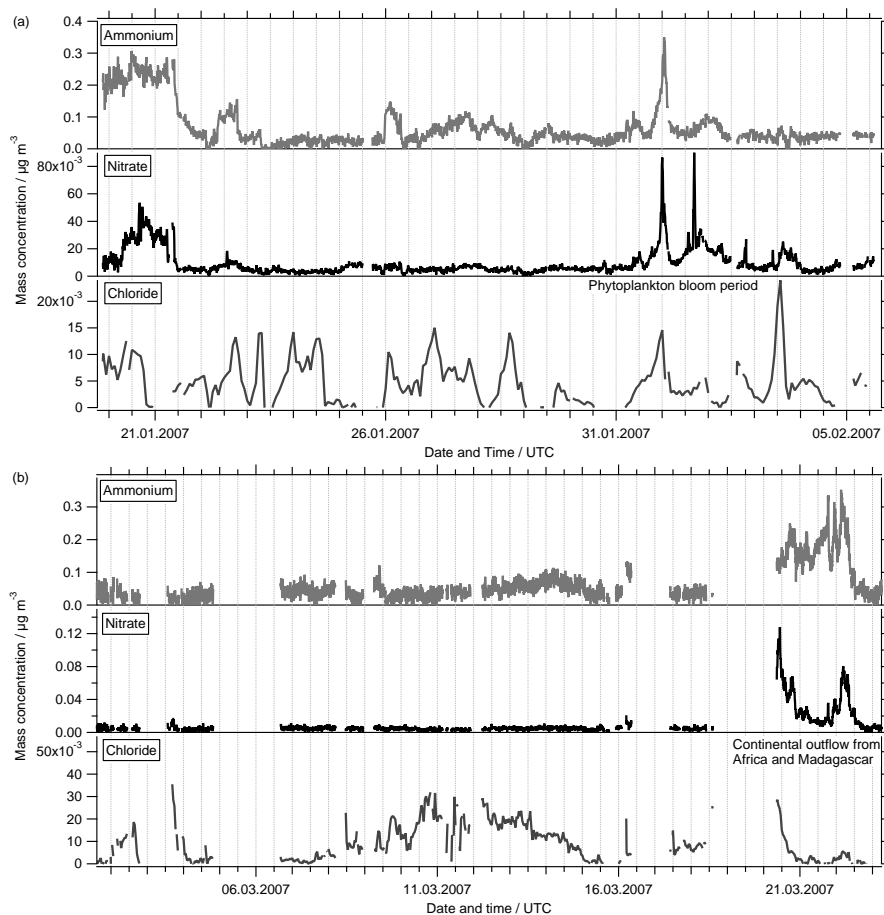 (a)
Ammonium
0.4
0.3
0.2
0.1
0.0
Mass concentration / µg m-3
Nitrate
80x10-3
60
40
20
0
Chloride
Phytoplankton bloom period
20x10-3
15
10
5
0
21.01.2007 26.01.2007 31.01.2007 05.02.2007
Date and Time / UTC
(b)
Ammonium
0.3
0.2
0.1
0.0
Mass concentration / µg m-3
Nitrate
0.12
0.08
0.04
0.00
Chloride
Continental outflow from
Africa and Madagascar
50x10-3
40
30
20
10
0
06.03.2007 11.03.2007 16.03.2007 21.03.2007
Date and time / UTC